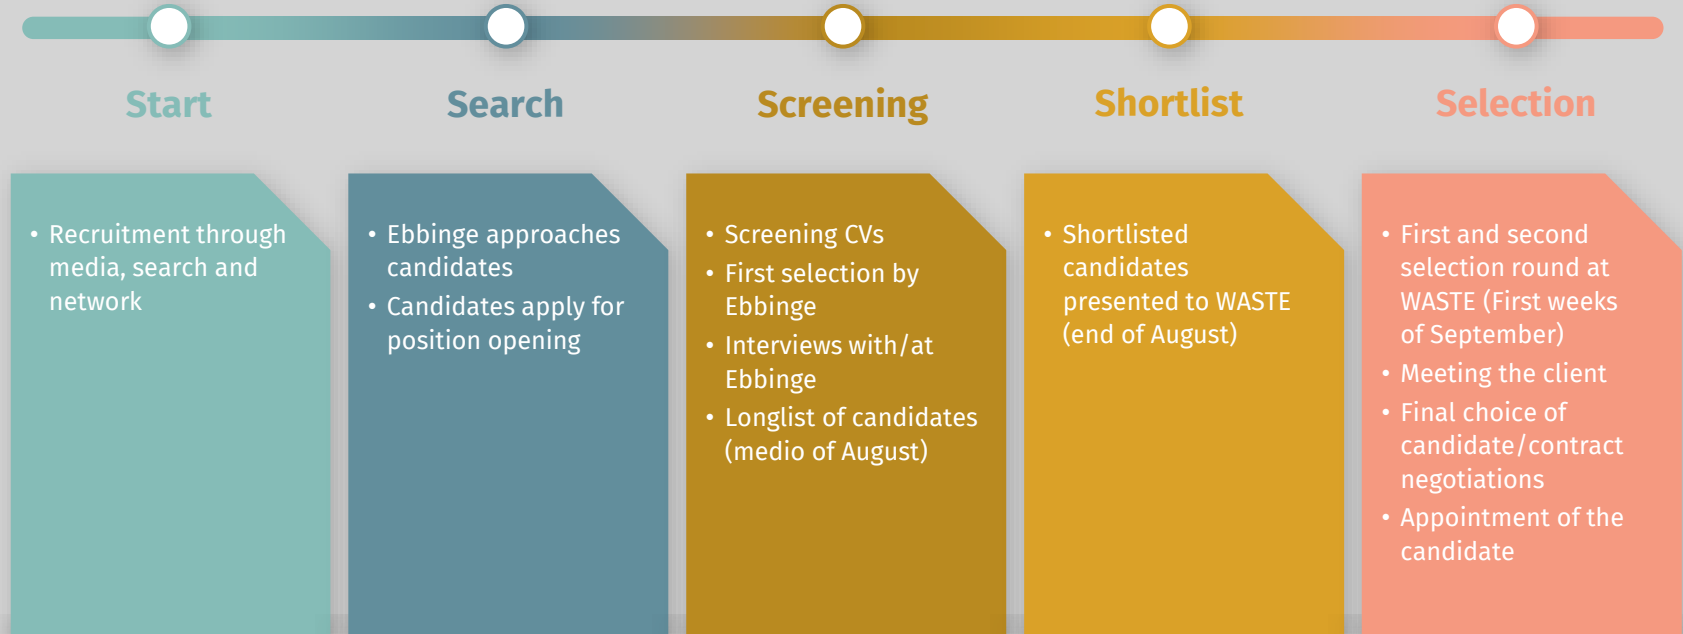 Start
Search
Screening
Shortlist
Selection
• Recruitment through
media, search and
network
• Ebbinge approaches
candidates
• Candidates apply for
position opening
• Screening CVs
• First selection by
Ebbinge
• Interviews with/at
Ebbinge
• Longlist of candidates
(medio of August)
• Shortlisted
candidates
presented to WASTE
(end of August)
• First and second
selection round at
WASTE (First weeks
of September)
• Meeting the client
• Final choice of
candidate/contract
negotiations
• Appointment of the
candidate